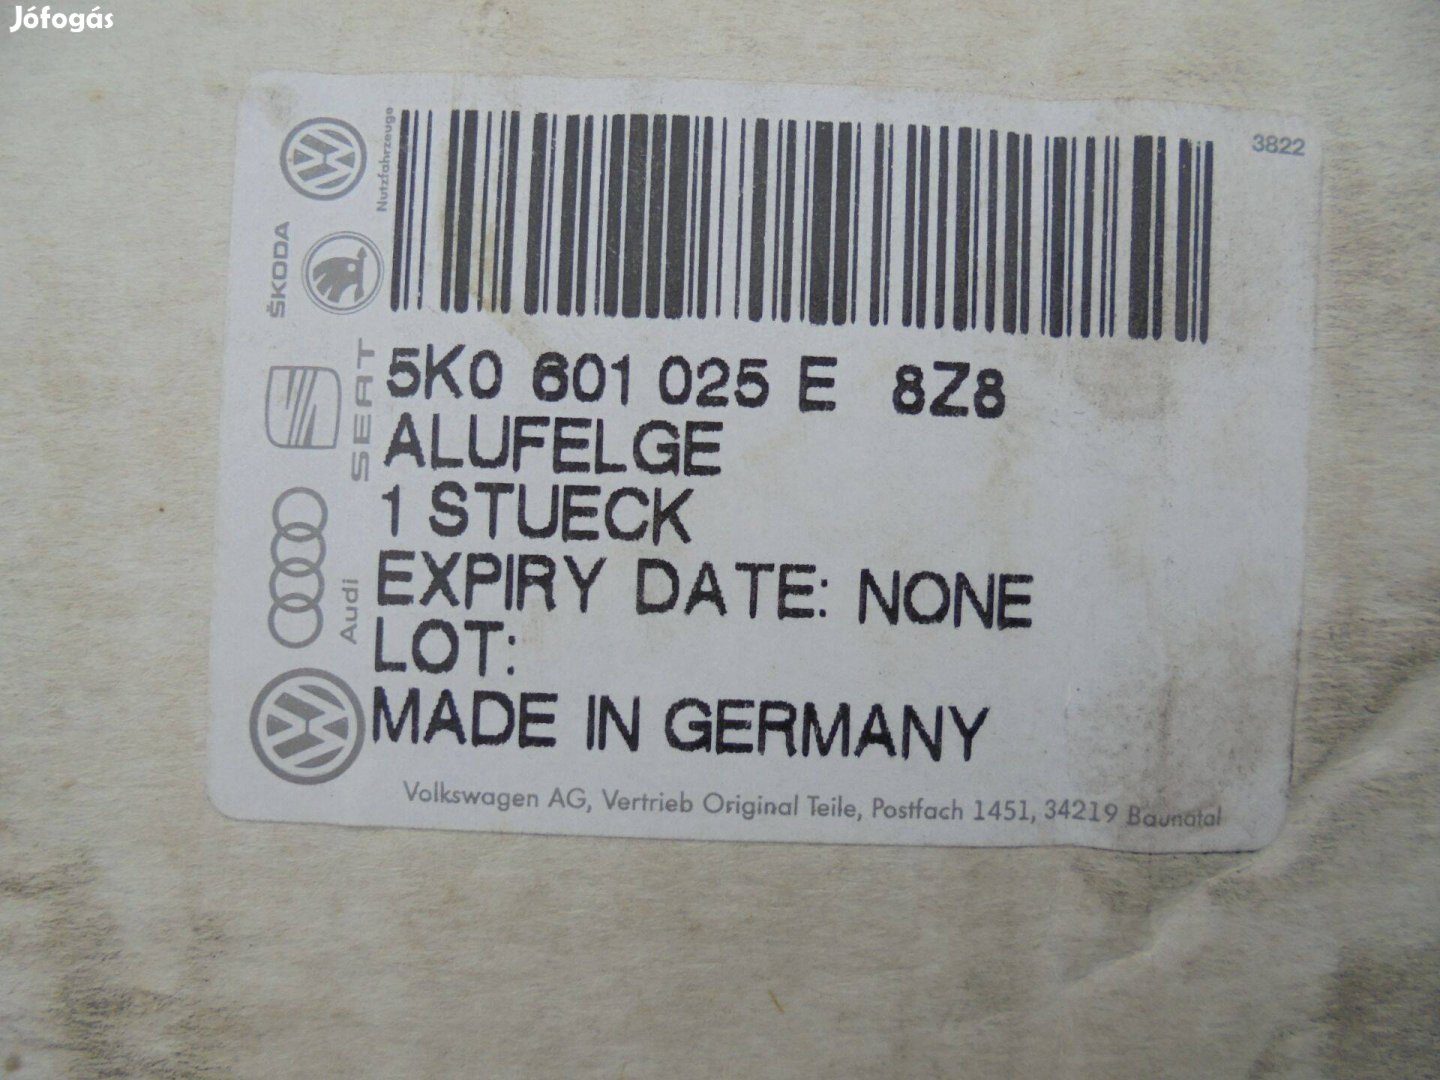 Jófogás
3822
Nutzfahrzeuge
ŠKODA
SEAT
Audi
5K0 601 025 E 8Z8
ALUFELGE
1 STUECK
EXPIRY DATE: NONE
LOT:
MADE IN GERMANY
Volkswagen AG, Vertrieb Original Teile, Postfach 1451, 34219 Baunatal